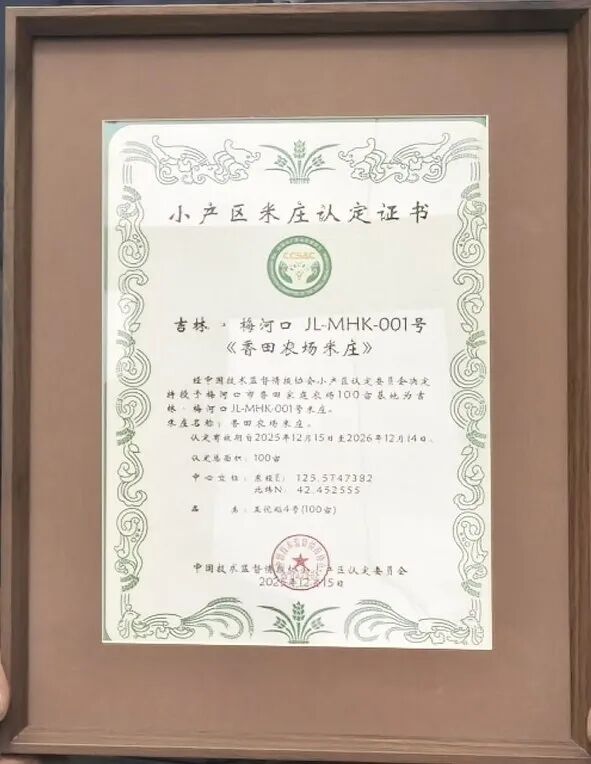 小产区米庄认定证书
CCS&C
吉林·梅河口 JL-MHK-001号
《香田农场米庄》
经中国技术监督情报协会小产区认定委员会决定
特授予梅河口市香田家庭农场100亩基地为吉
林·梅河口JL-MHK-001号米庄。
米庄名称：香田农场米庄。
认定有效期自2025年12月15日至2026年12月14日。
认定总面积：100亩
中心点位：东经E： 125.5747382
北纬N： 42.452555
品 类：五优稻4号(100亩)
中国技术监督情报协会小产区认定委员会
2025年12月15日